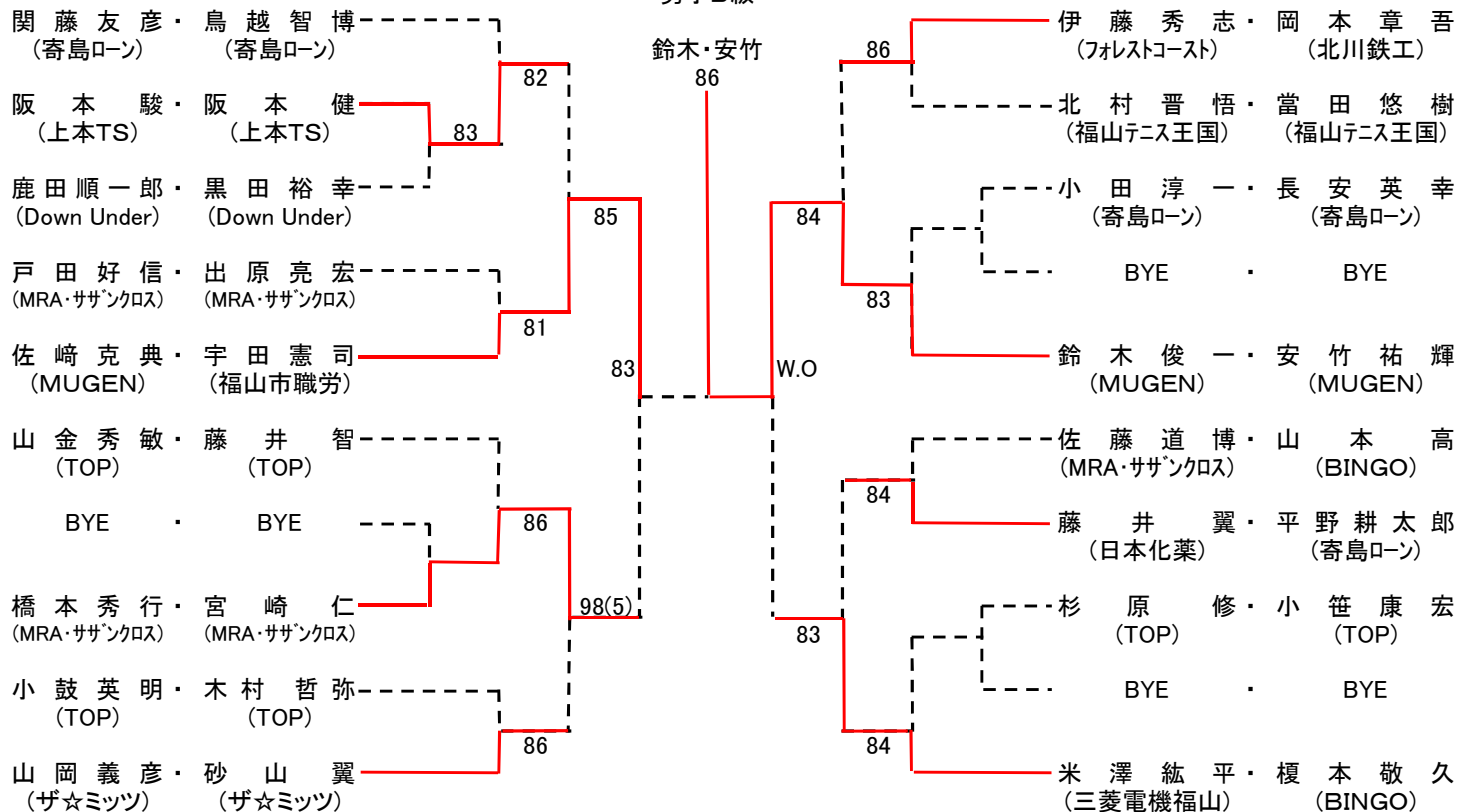 関藤友彦・鳥越智博
(寄島ローン) (寄島ローン)
82
阪本駿・阪本健
(上本TS) (上本TS)
83
鹿田順一郎・黒田裕幸
(Down Under) (Down Under)
85
戸田好信・出原亮宏
(MRA・サザンクロス) (MRA・サザンクロス)
81
佐﨑克典・宇田憲司
(MUGEN) (福山市職労)
83
山金秀敏・藤井智
(TOP) (TOP)
BYE ・ BYE
86
橋本秀行・宮崎仁
(MRA・サザンクロス) (MRA・サザンクロス)
98(5)
小鼓英明・木村哲弥
(TOP) (TOP)
86
山岡義彦・砂山翼
(ザ☆ミッツ) (ザ☆ミッツ)
鈴木・安竹
86
伊藤秀志・岡本章吾
(フォレストコースト) (北川鉄工)
86
北村晋悟・當田悠樹
(福山テニス王国) (福山テニス王国)
小田淳一・長安英幸
(寄島ローン) (寄島ローン)
84
BYE ・ BYE
83
鈴木俊一・安竹祐輝
(MUGEN) (MUGEN)
W.O
佐藤道博・山本高
(MRA・サザンクロス) (BINGO)
84
藤井翼・平野耕太郎
(日本化薬) (寄島ローン)
杉原修・小笹康宏
(TOP) (TOP)
83
BYE ・ BYE
84
米澤紘平・榎本敬久
(三菱電機福山) (BINGO)